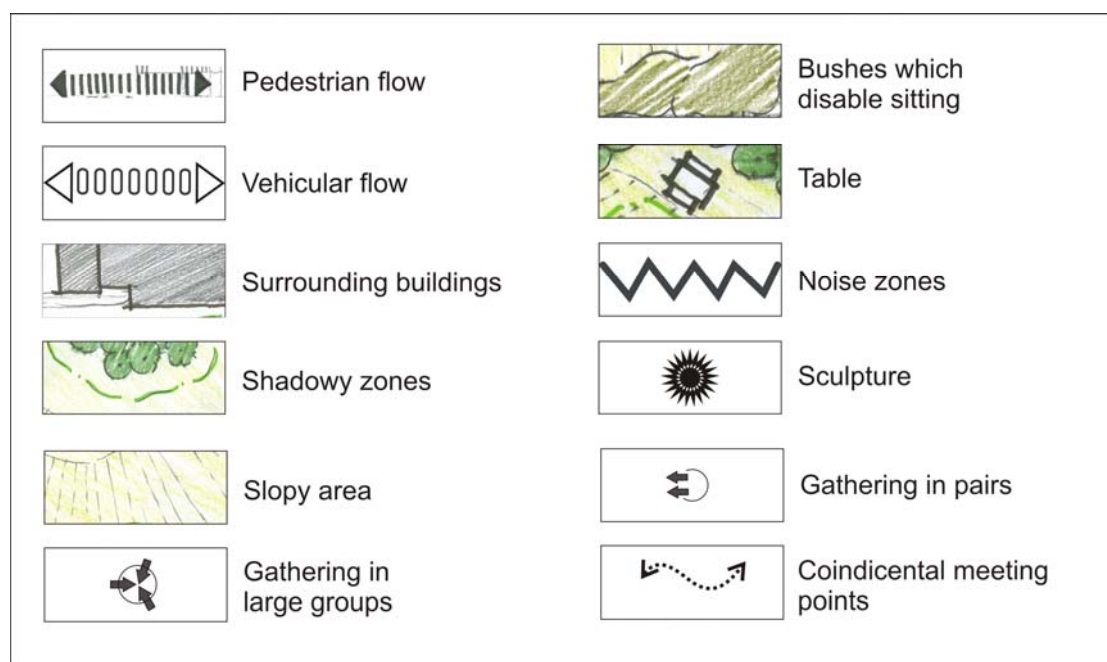 Pedestrian flow
Vehicular flow
Surrounding buildings
Shadowy zones
Slopy area
Gathering in
large groups
Bushes which
disable sitting
Table
Noise zones
Sculpture
Gathering in pairs
Coindicental meeting
points